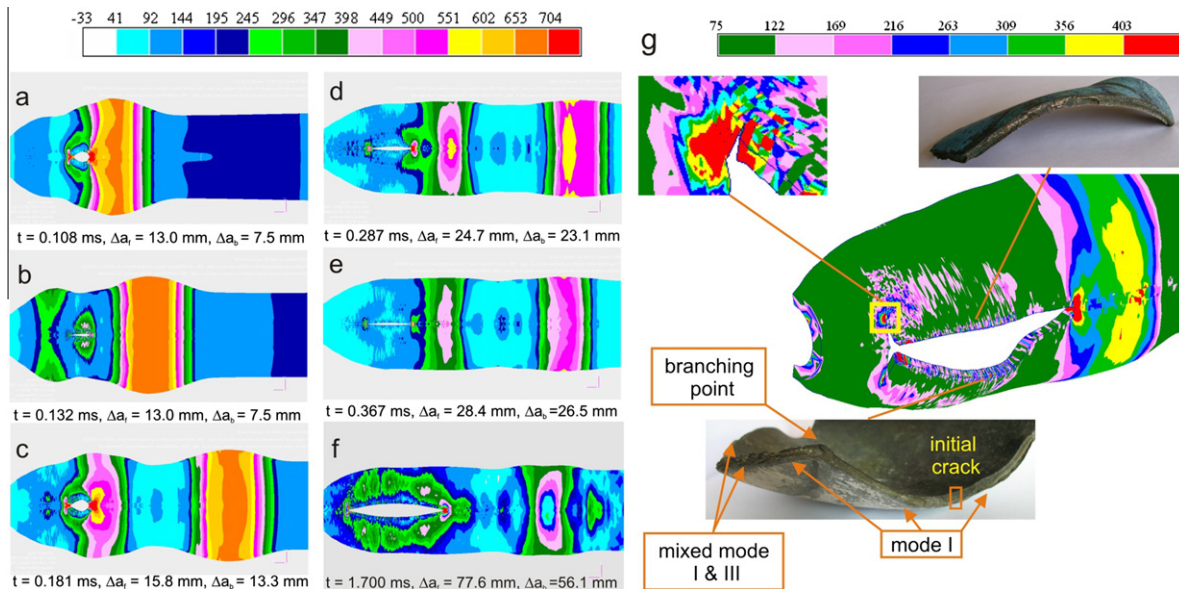 -33 41 92 144 195 245 296 347 398 449 500 551 602 653 704
a
t = 0.108 ms, Δa_f = 13.0 mm, Δa_b = 7.5 mm
b
t = 0.132 ms, Δa_f = 13.0 mm, Δa_b = 7.5 mm
c
t = 0.181 ms, Δa_f = 15.8 mm, Δa_b = 13.3 mm
d
t = 0.287 ms, Δa_f = 24.7 mm, Δa_b = 23.1 mm
e
t = 0.367 ms, Δa_f = 28.4 mm, Δa_b =26.5 mm
f
t = 1.700 ms, Δa_f = 77.6 mm, Δa_b =56.1 mm
g
75 122 169 216 263 309 356 403
branching
point
initial
crack
mixed mode
I & III
mode I